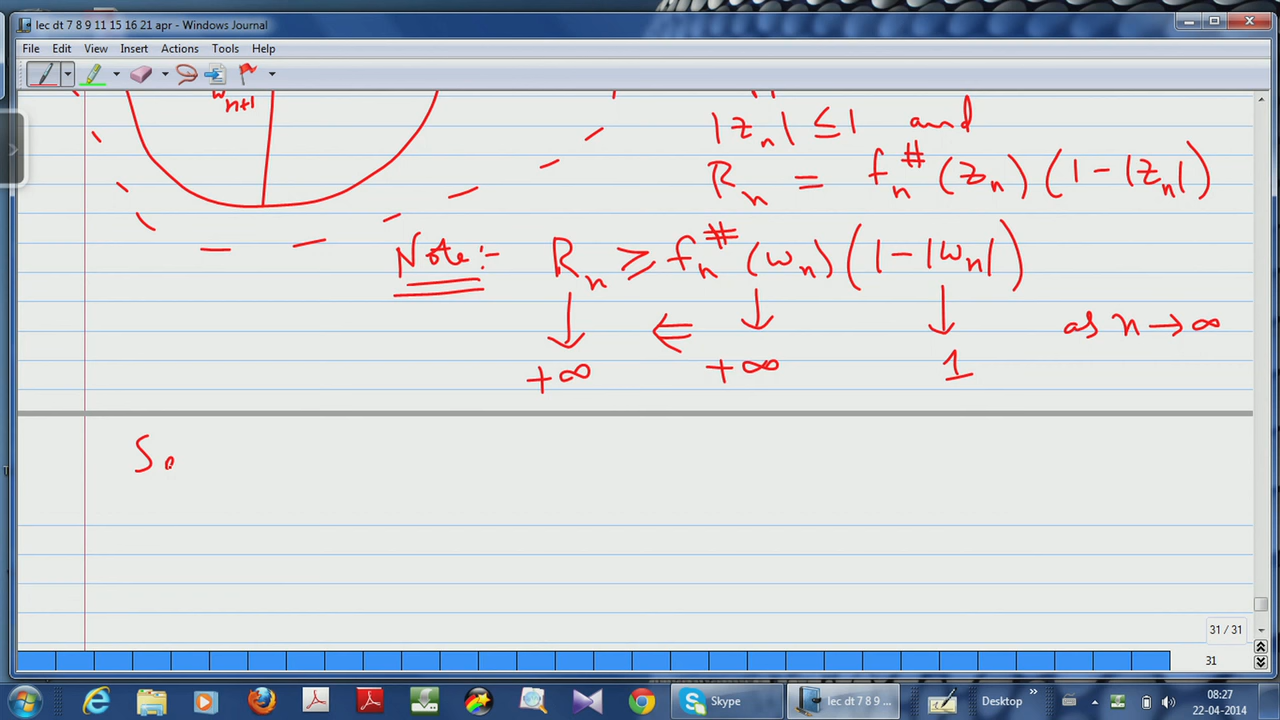 lec dt 7 8 9 11 15 16 21 apr - Windows Journal
File Edit View Insert Actions Tools Help
w_{n+1}
|z_n| ≤ 1 and
R_n = f_n^# (z_n) (1 - |z_n|)
Note:- R_n ≥ f_n^# (w_n) (1 - |w_n|)
↓ ⇐ ↓ ↓ as n → ∞
+∞ +∞ 1
So
31 / 31
31
Skype
lec dt 7 8 9 ...
Desktop
08:27
22-04-2014